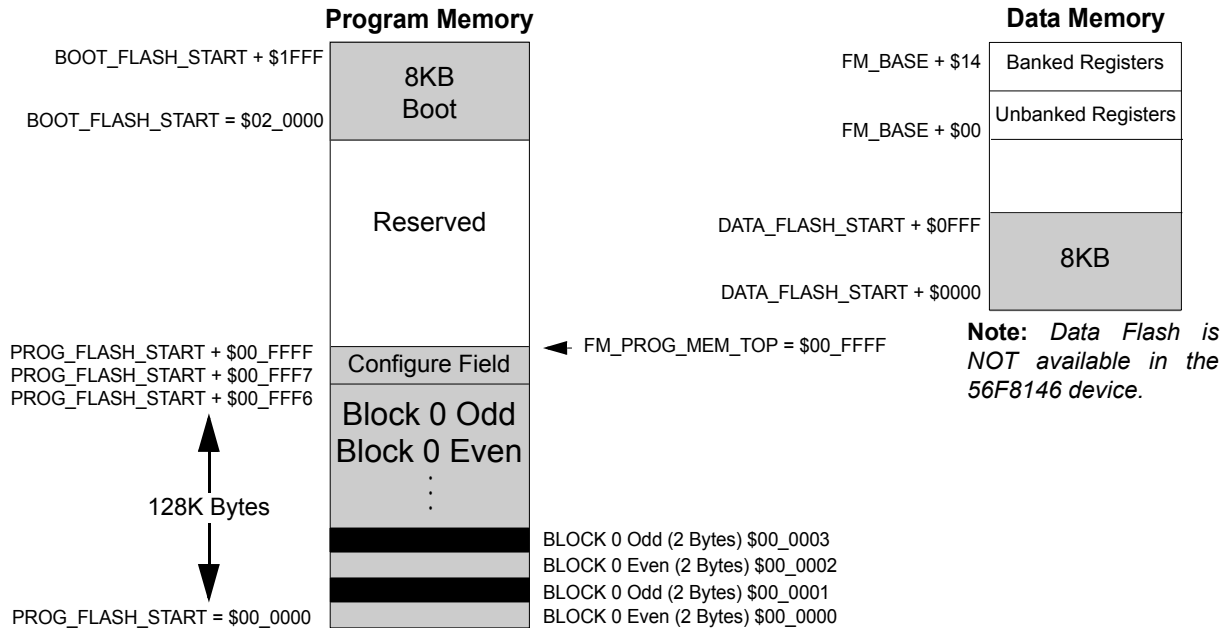 Program Memory
BOOT_FLASH_START + $1FFF
8KB
Boot
BOOT_FLASH_START = $02_0000
Reserved
PROG_FLASH_START + $00_FFFF
FM_PROG_MEM_TOP = $00_FFFF
Configure Field
PROG_FLASH_START + $00_FFF7
PROG_FLASH_START + $00_FFF6
Block 0 Odd
Block 0 Even
128K Bytes
BLOCK 0 Odd (2 Bytes) $00_0003
BLOCK 0 Even (2 Bytes) $00_0002
BLOCK 0 Odd (2 Bytes) $00_0001
PROG_FLASH_START = $00_0000
BLOCK 0 Even (2 Bytes) $00_0000
Data Memory
FM_BASE + $14
Banked Registers
Unbanked Registers
FM_BASE + $00
DATA_FLASH_START + $0FFF
8KB
DATA_FLASH_START + $0000
Note: Data Flash is
NOT available in the
56F8146 device.